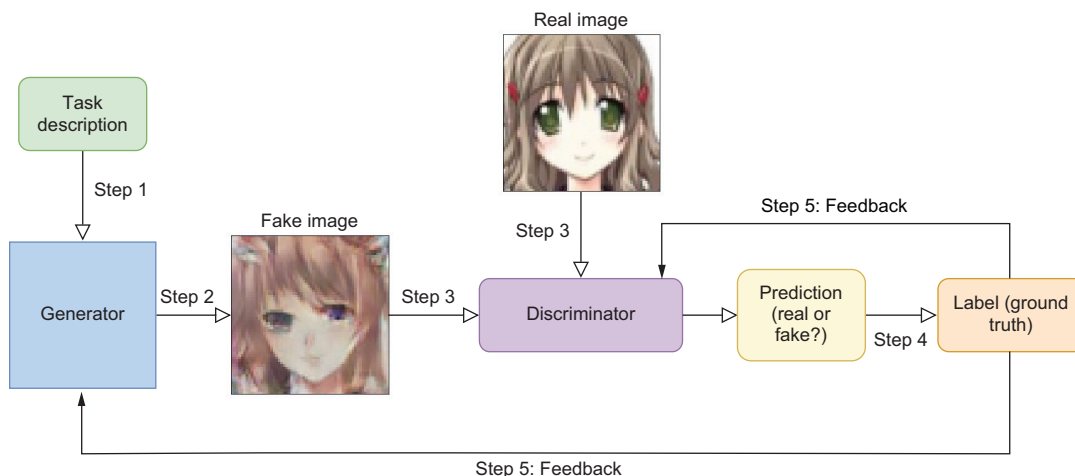 Real image
Task
description
Step 1
Fake image
Step 3
Step 5: Feedback
Generator
Step 2
Step 3
Discriminator
Prediction
(real or
fake?)
Step 4
Label (ground
truth)
Step 5: Feedback